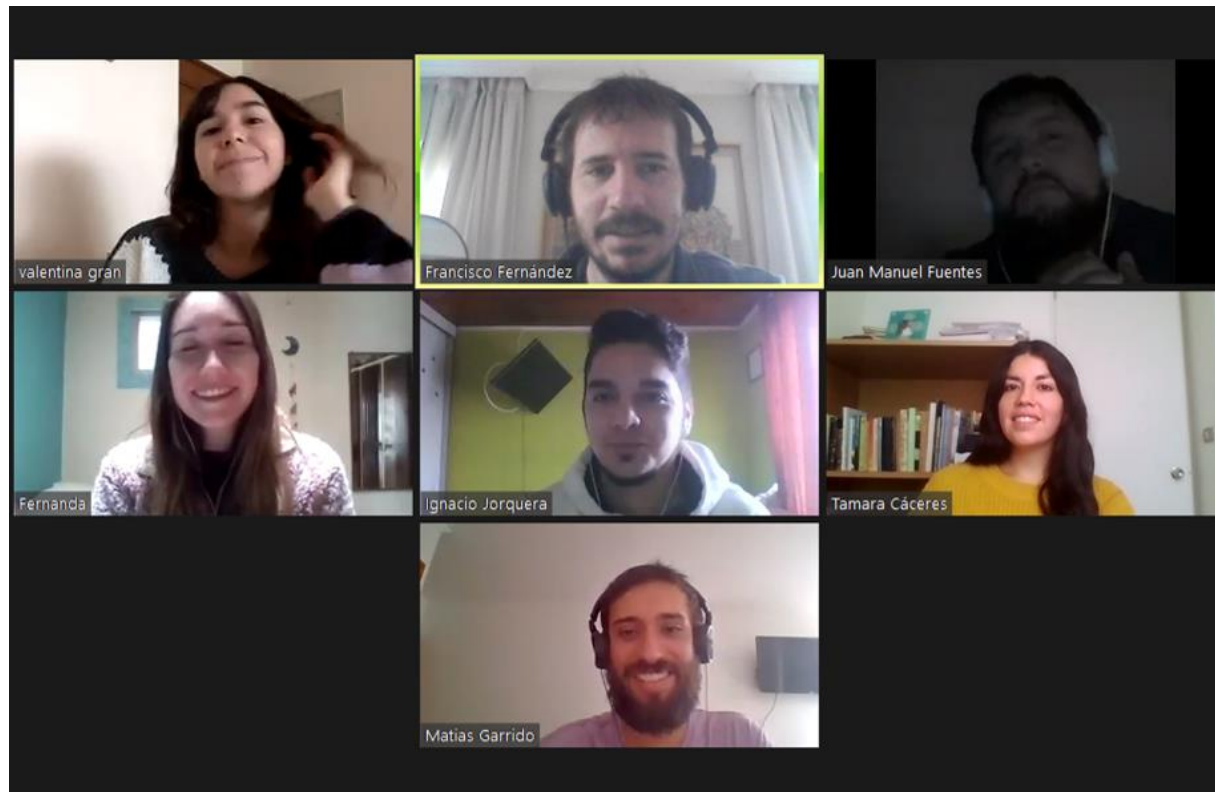 valentina gran
Francisco Fernández
Juan Manuel Fuentes
Fernanda
Ignacio Jorquera
Tamara Cáceres
Matias Garrido